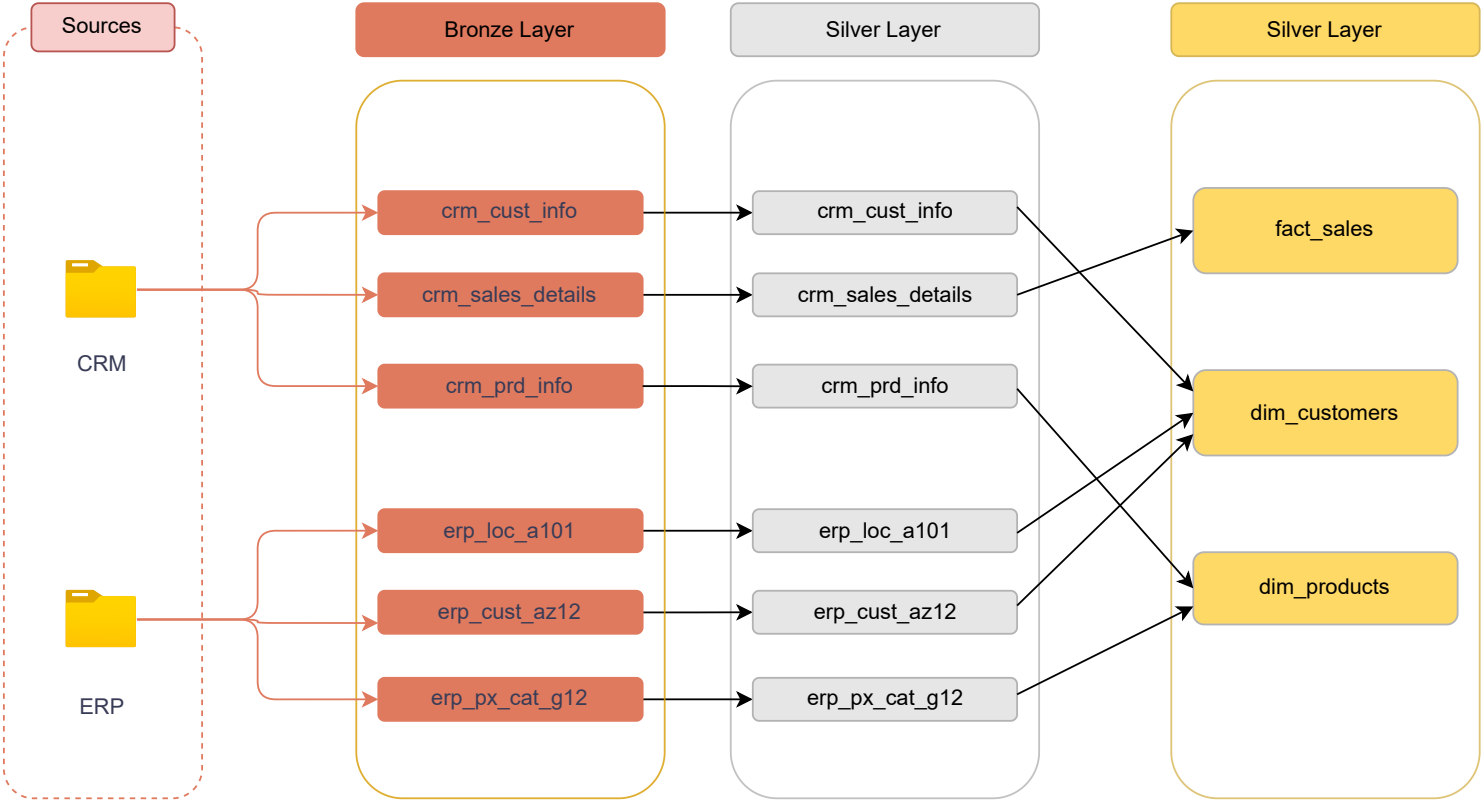 Sources
Bronze Layer
Silver Layer
Silver Layer
CRM
ERP
crm_cust_info
crm_sales_details
crm_prd_info
erp_loc_a101
erp_cust_az12
erp_px_cat_g12
crm_cust_info
crm_sales_details
crm_prd_info
erp_loc_a101
erp_cust_az12
erp_px_cat_g12
fact_sales
dim_customers
dim_products